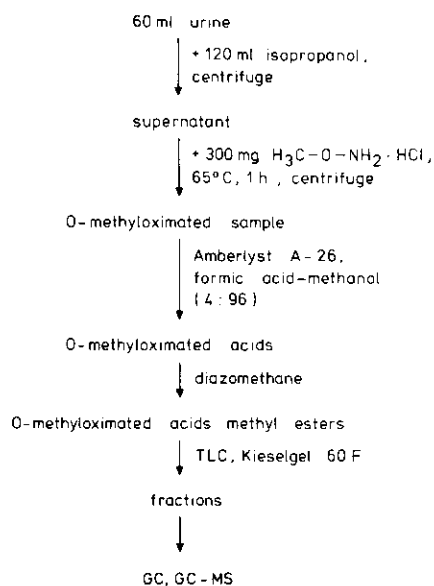 60 ml urine
+ 120 ml isopropanol,
centrifuge
supernatant
+ 300 mg H₃C-O-NH₂ · HCl,
65°C, 1 h , centrifuge
O-methyloximated sample
Amberlyst A-26,
formic acid-methanol
(4 : 96)
O-methyloximated acids
diazomethane
O-methyloximated acids methyl esters
TLC, Kieselgel 60 F
fractions
GC, GC-MS